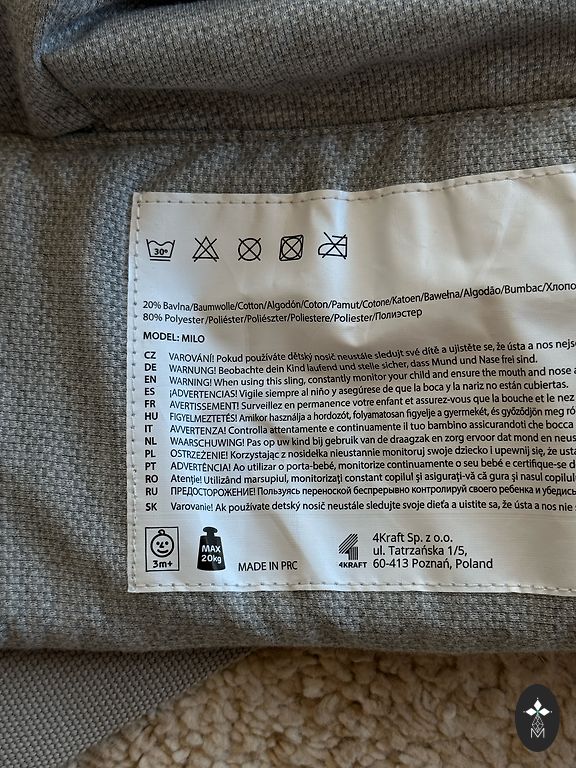 30°
20% Bavlna/Baumwolle/Cotton/Algodón/Coton/Pamut/Cotone/Katoen/Bawełna/Algodão/Bumbac/Хлопо
80% Polyester/Poliéster/Poliészter/Poliestere/Poliester/Полиэстер
MODEL: MILO
CZ VAROVÁNÍ! Pokud používáte dětský nosič neustále sledujt své dítě a ujistěte se, že ústa a nos nejs
DE WARNUNG! Beobachte dein Kind laufend und stelle sicher, dass Mund und Nase frei sind.
EN WARNING! When using this sling, constantly monitor your child and ensure the mouth and nose a
ES ¡ADVERTENCIAS! Vigile siempre al niño y asegúrese de que la boca y la nariz no están cubiertas.
FR AVERTISSEMENT! Surveillez en permanence votre enfant et assurez-vous que la bouche et le nez
HU FIGYELMEZTETÉS! Amikor használja a hordozót, folyamatosan figyelje a gyermekét, és győződjön meg ró
IT AVVERTENZA! Controlla attentamente e continuamente il tuo bambino assicurandoti che bocca
NL WAARSCHUWING! Pas op uw kind bij gebruik van de draagzak en zorg ervoor dat mond en neus
PL OSTRZEŻENIE! Korzystając z nosidełka nieustannie monitoruj swoje dziecko i upewnij się, że usta
PT ADVERTÊNCIA! Ao utilizar o porta-bebé, monitorize continuamente o seu bebé e certifique-se d
RO Atenție! Utilizând marsupiul, monitorizați constant copilul și asigurați-vă că gura și nasul copilul
RU ПРЕДОСТОРОЖЕНИЕ! Пользуясь переноской беспрерывно контролируй своего ребенка и убедись
SK Varovanie! Ak používate detský nosič neustále sledujte svoje dieťa a uistite sa, že ústa a nos nie
3m+
MAX
20kg
MADE IN PRC
4KRAFT
4Kraft Sp. z o.o.
ul. Tatrzańska 1/5,
60-413 Poznań, Poland
M